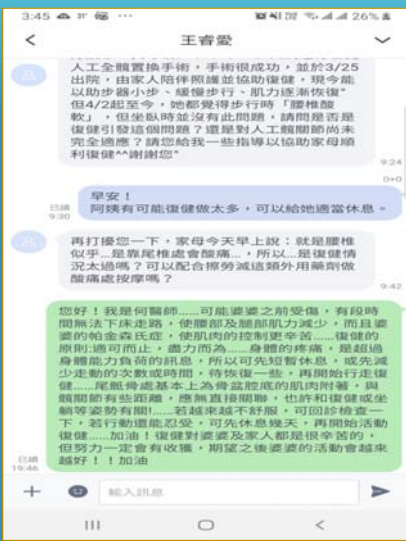 3:45
26%
王睿愛
人工全髖置換手術,手術很成功,並於3/25
出院,由家人陪伴照護並協助復健,現今能
以助步器小步、緩慢步行、肌力逐漸恢復"
但4/2起至今,她都覺得步行時「腰椎酸
軟」,但坐臥時並沒有此問題,請問是否是
復健引發這個問題?還是對人工髖關節尚未
完全適應?請您給我一些指導以協助家母順
利復健^^謝謝您"
9:24
早安!
阿姨有可能復健做太多,可以給她適當休息。
已讀
9:30
再打擾您一下,家母今天早上說:就是腰椎
似乎...是靠尾椎處會酸痛...,所以...是復健情
況太過嗎?可以配合擦勞滅這類外用藥劑做
酸痛處按摩嗎?
9:42
您好!我是何醫師......可能婆婆之前受傷,有段時
間無法下床走路,使腰部及腿部肌力減少,而且婆
婆的帕金森氏症,使肌肉的控制更辛苦......復健的
原則:適可而止,盡力而為......身體的疼痛,是超過
身體能力負荷的訊息,所以可先短暫休息,或先減
少走動的次數或時間,待恢復一些,再開始行走復
健......尾骶骨處基本上為骨盆腔底的肌肉附著,與
髖關節有些距離,應無直接關聯,也許和復健或坐
躺等姿勢有關!......若越來越不舒服,可回診檢查一
下,若行動還能忍受,可先休息幾天,再開始活動
復健......加油!復健對婆婆及家人都是很辛苦的,
但努力一定會有收獲,期望之後婆婆的活動會越來
越好!!加油
已讀
19:46
輸入訊息